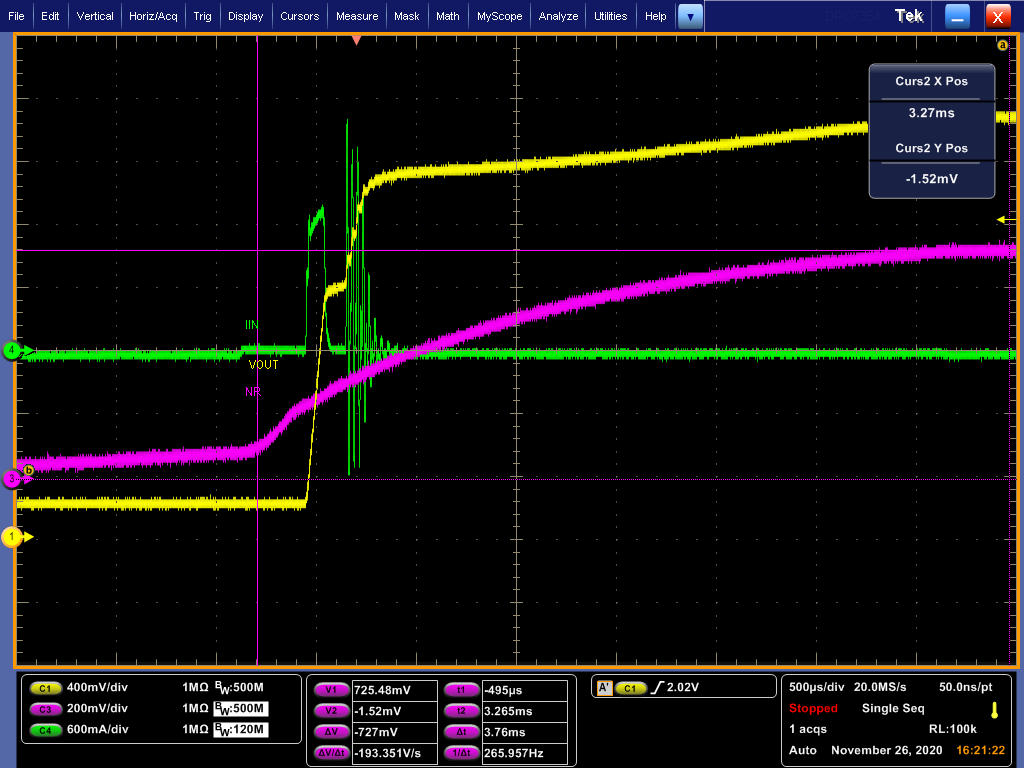 File Edit Vertical Horiz/Acq Trig Display Cursors Measure Mask Math MyScope Analyze Utilities Help ▼ Tek X
a
Curs2 X Pos
3.27ms
Curs2 Y Pos
-1.52mV
IIN
4
VOUT
NR
b
3
1
C1 400mV/div 1MΩ BW:500M
C3 200mV/div 1MΩ BW:500M
C4 600mA/div 1MΩ BW:120M
V1 725.48mV t1 -495µs
V2 -1.52mV t2 3.265ms
ΔV -727mV Δt 3.76ms
ΔV/Δt -193.351V/s 1/Δt 265.957Hz
A' C1 2.02V
500µs/div 20.0MS/s 50.0ns/pt
Stopped Single Seq
1 acqs RL:100k
Auto November 26, 2020 16:21:22